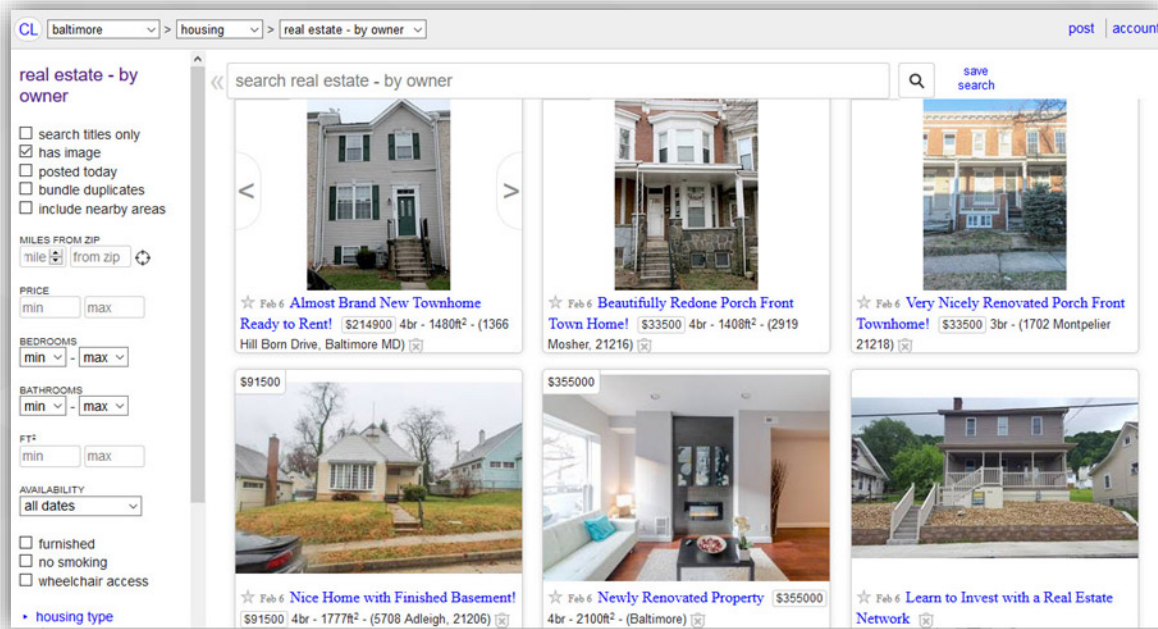 CL baltimore > housing > real estate - by owner post account
real estate - by
owner
search titles only
has image
posted today
bundle duplicates
include nearby areas
MILES FROM ZIP
mile from zip
PRICE
min max
BEDROOMS
min - max
BATHROOMS
min - max
FT²
min max
AVAILABILITY
all dates
furnished
no smoking
wheelchair access
▸ housing type
« search real estate - by owner
save
search
< >
☆ Feb 6 Almost Brand New Townhome
Ready to Rent! $214900 4br - 1480ft² - (1366
Hill Born Drive, Baltimore MD)
☆ Feb 6 Beautifully Redone Porch Front
Town Home! $33500 4br - 1408ft² - (2919
Mosher, 21216)
☆ Feb 6 Very Nicely Renovated Porch Front
Townhome! $33500 3br - (1702 Montpelier
21218)
$91500
☆ Feb 6 Nice Home with Finished Basement!
$91500 4br - 1777ft² - (5708 Adleigh, 21206)
$355000
☆ Feb 6 Newly Renovated Property $355000
4br - 2100ft² - (Baltimore)
☆ Feb 6 Learn to Invest with a Real Estate
Network